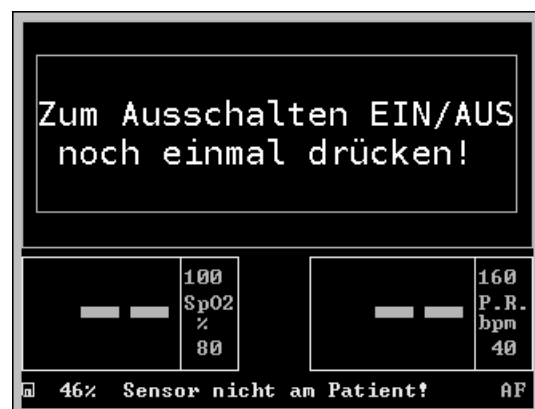 Zum Ausschalten EIN/AUS
noch einmal drücken!
-- 100 SpO2 % 80
-- 160 P.R. bpm 40
46% Sensor nicht am Patient! AF